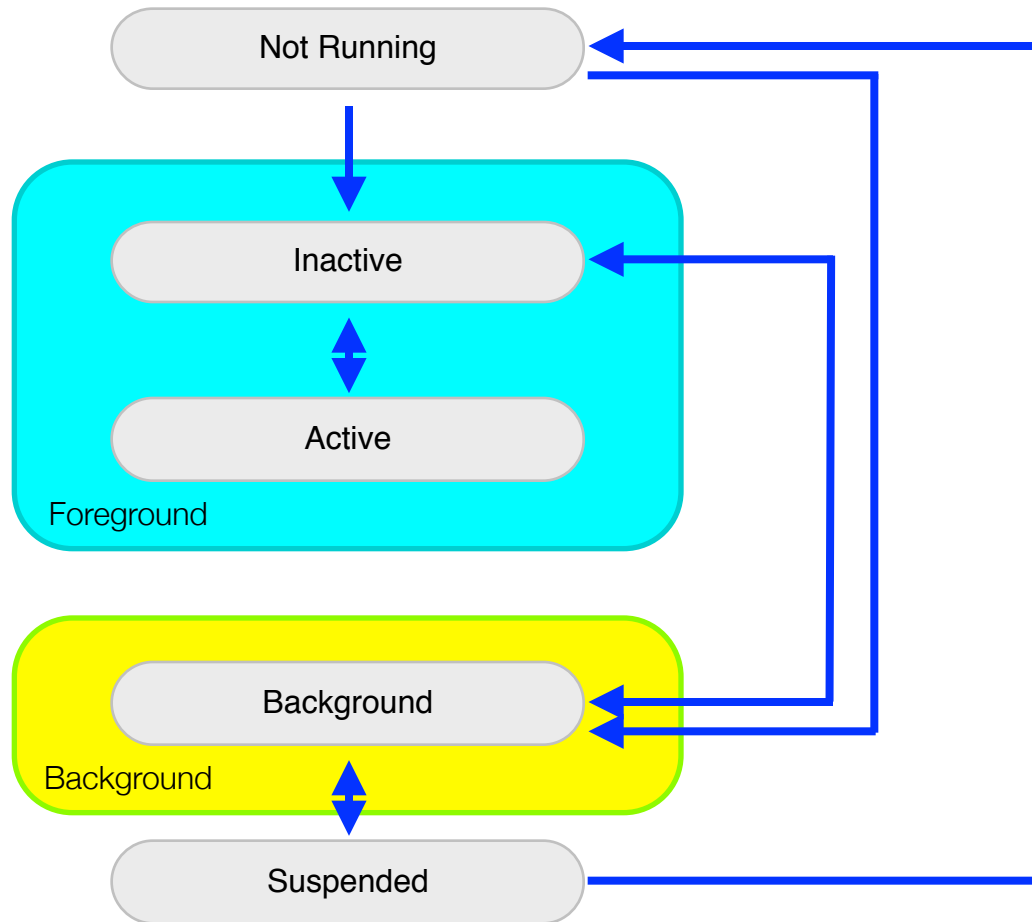 Not Running
Inactive
Active
Foreground
Background
Background
Suspended